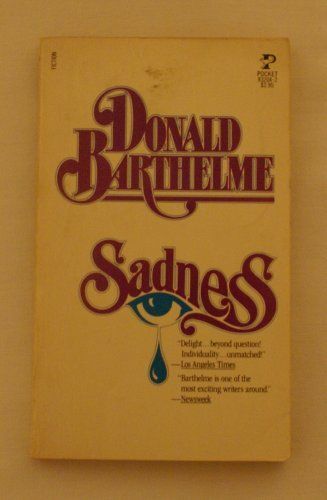 FICTION
POCKET
$2.95
DONALD
BARTHELME
Sadness
"Delight... beyond question!
Individuality... unmatched!"
—Los Angeles Times
"Barthelme is one of the
most exciting writers around."
—Newsweek